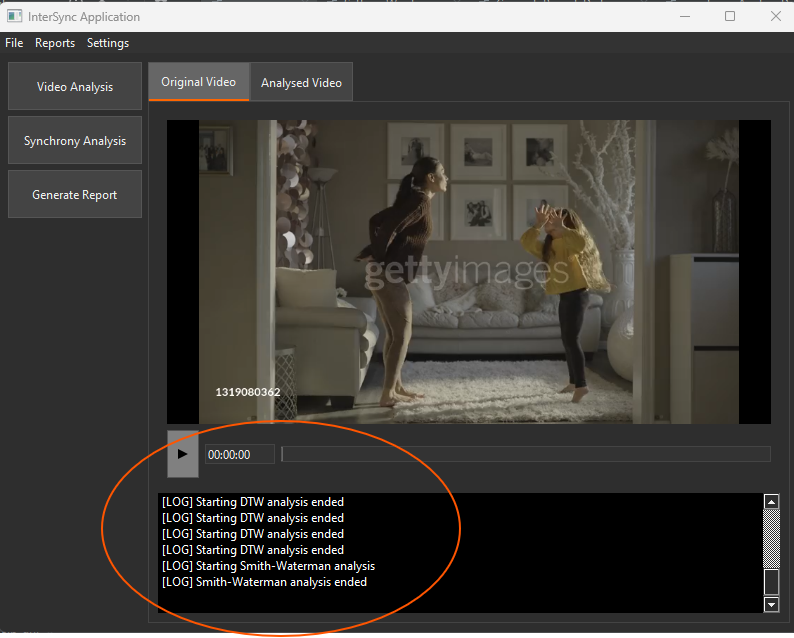 InterSync Application
File Reports Settings
Video Analysis
Synchrony Analysis
Generate Report
Original Video Analysed Video
gettyimages
1319080362
00:00:00
[LOG] Starting DTW analysis ended
[LOG] Starting DTW analysis ended
[LOG] Starting DTW analysis ended
[LOG] Starting DTW analysis ended
[LOG] Starting Smith-Waterman analysis
[LOG] Smith-Waterman analysis ended